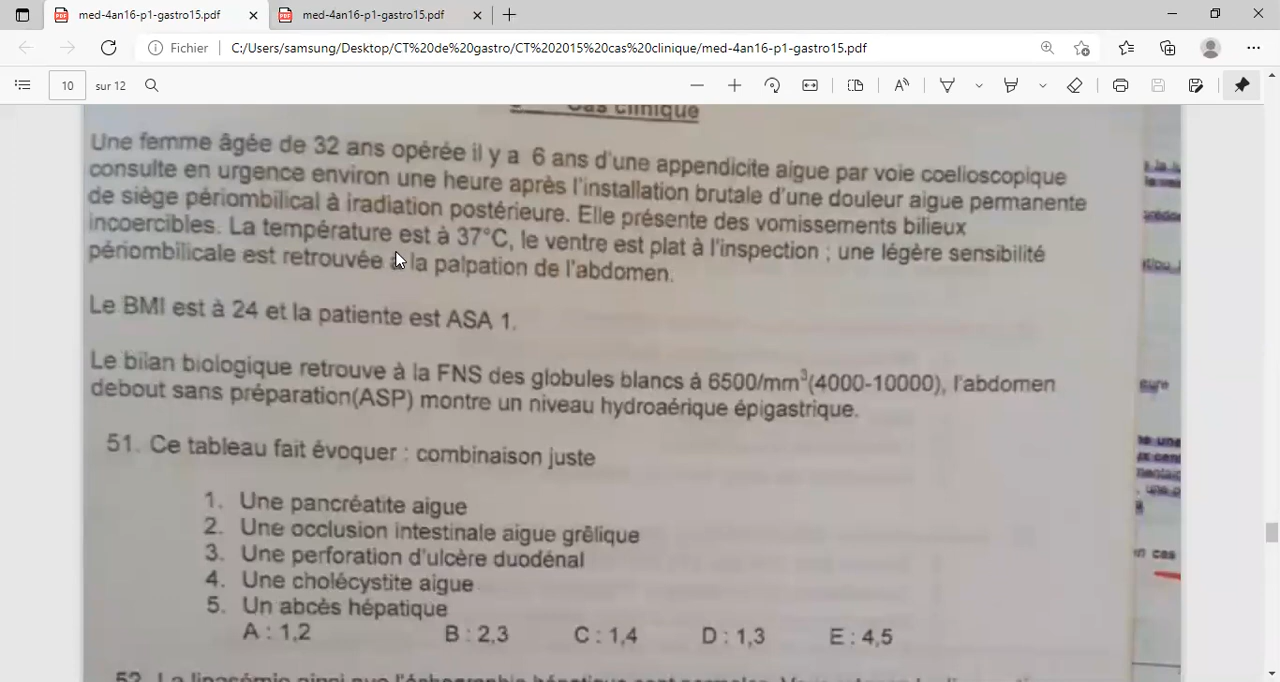 med-4an16-p1-gastro15.pdf
med-4an16-p1-gastro15.pdf
Fichier
C:/Users/samsung/Desktop/CT%20de%20gastro/CT%202015%20cas%20clinique/med-4an16-p1-gastro15.pdf
10 sur 12
Cas clinique
Une femme âgée de 32 ans opérée il y a 6 ans d'une appendicite aigue par voie coelioscopique
consulte en urgence environ une heure après l'installation brutale d'une douleur aigue permanente
de siège périombilical à iradiation postérieure. Elle présente des vomissements bilieux
incoercibles. La température est à 37°C, le ventre est plat à l'inspection ; une légère sensibilité
périombilicale est retrouvée à la palpation de l'abdomen.
Le BMI est à 24 et la patiente est ASA 1.
Le bilan biologique retrouve à la FNS des globules blancs à 6500/mm³(4000-10000), l'abdomen
debout sans préparation(ASP) montre un niveau hydroaérique épigastrique.
51. Ce tableau fait évoquer : combinaison juste
1. Une pancréatite aigue
2. Une occlusion intestinale aigue grêlique
3. Une perforation d'ulcère duodénal
4. Une cholécystite aigue
5. Un abcès hépatique
A : 1,2 B : 2,3 C : 1,4 D : 1,3 E : 4,5